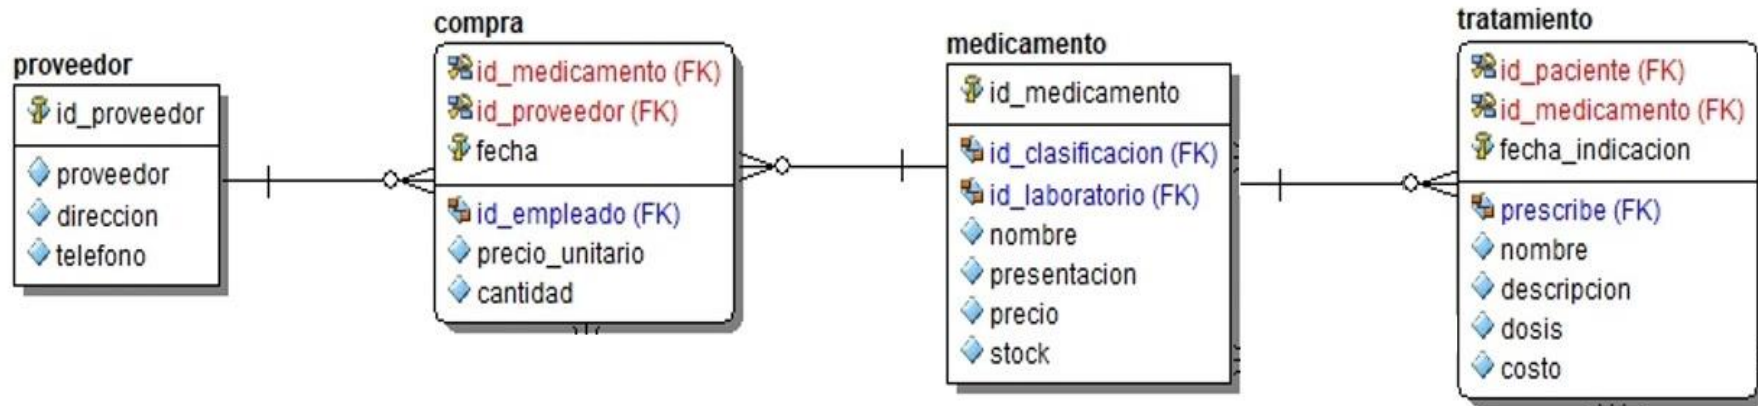 proveedor
id_proveedor
proveedor
direccion
telefono
compra
id_medicamento (FK)
id_proveedor (FK)
fecha
id_empleado (FK)
precio_unitario
cantidad
medicamento
id_medicamento
id_clasificacion (FK)
id_laboratorio (FK)
nombre
presentacion
precio
stock
tratamiento
id_paciente (FK)
id_medicamento (FK)
fecha_indicacion
prescribe (FK)
nombre
descripcion
dosis
costo